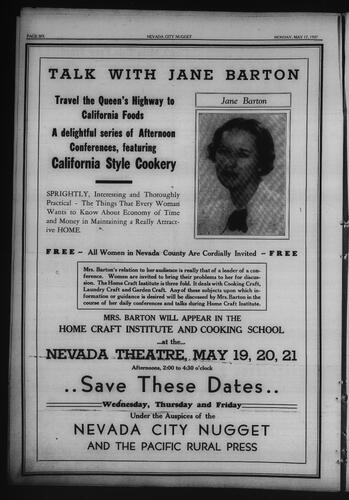 PAGE SIX
NEVADA CITY NUGGET
MONDAY, MAY 17, 1937
TALK WITH JANE BARTON
Travel the Queen's Highway to
California Foods
A delightful series of Afternoon
Conferences, featuring
California Style Cookery
SPRIGHTLY, Interesting and Thoroughly
Practical - The Things That Every Woman
Wants to Know About Economy of Time
and Money in Maintaining a Really Attract-
ive HOME.
Jane Barton
FREE - All Women in Nevada County Are Cordially Invited - FREE
Mrs. Barton's relation to her audience is really that of a leader of a con-
ference. Women are invited to bring their problems to her for discus-
sion. The Home Craft Institute is three fold. It deals with Cooking Craft,
Laundry Craft and Garden Craft. Any of these subjects upon which in-
formation or guidance is desired will be discussed by Mrs. Barton in the
course of her daily conferences and talks during Home Craft Institute.
MRS. BARTON WILL APPEAR IN THE
HOME CRAFT INSTITUTE AND COOKING SCHOOL
...at the...
NEVADA THEATRE, MAY 19, 20, 21
Afternoons, 2:00 to 4:30 o'clock
..Save These Dates..
Wednesday, Thursday and Friday
Under the Auspices of the
NEVADA CITY NUGGET
AND THE PACIFIC RURAL PRESS